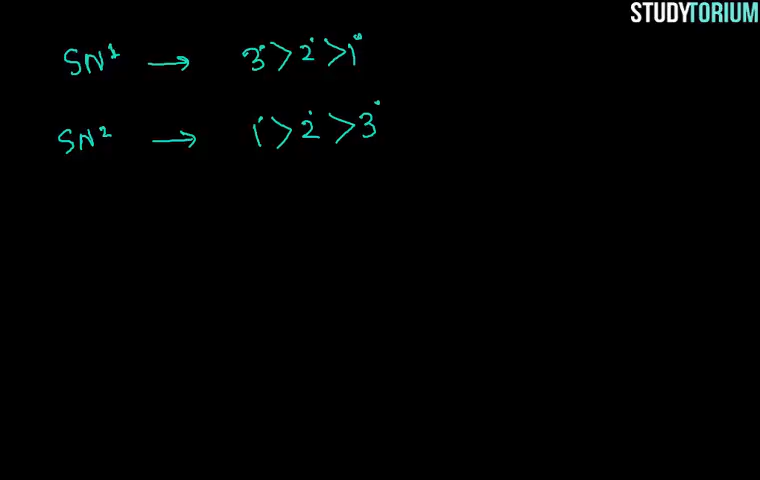 STUDYTORIUM
SN¹ → 3° > 2° > 1°
SN² → 1° > 2° > 3°